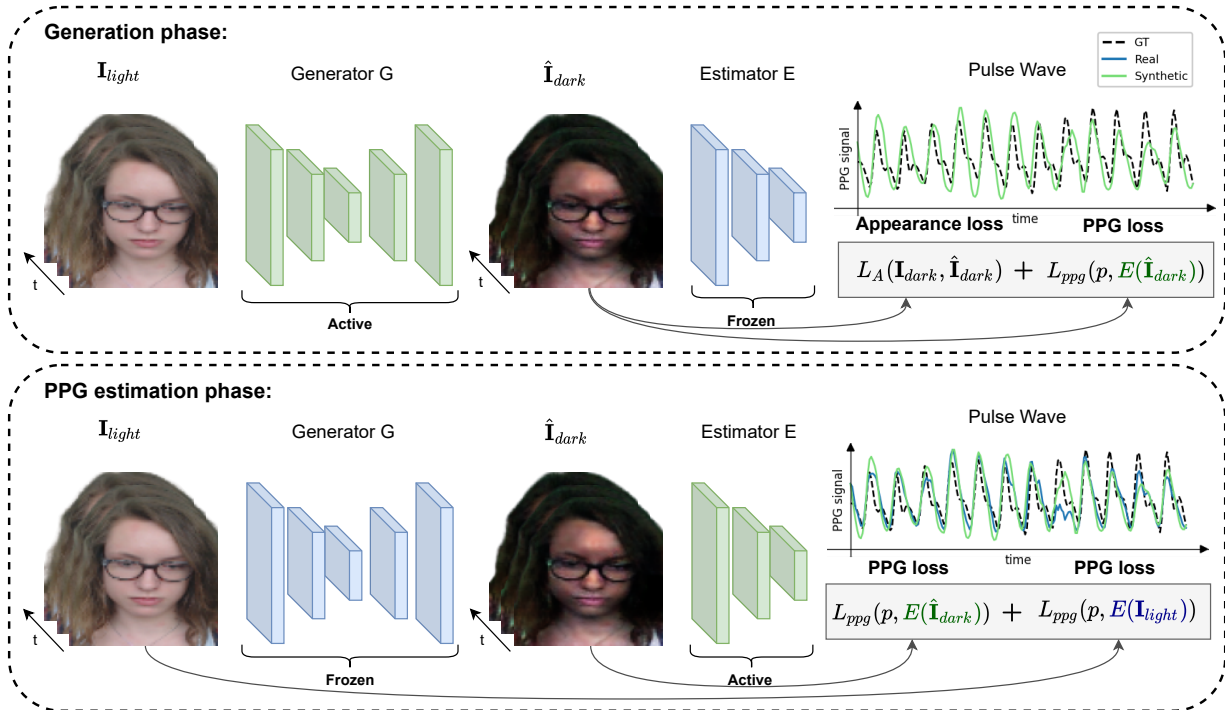 Generation phase:
I_light
Generator G
Î_dark
Estimator E
Pulse Wave
GT
Real
Synthetic
PPG signal
time
t
t
Active
Frozen
Appearance loss
PPG loss
L_A(I_dark, Î_dark) + L_ppg(p, E(Î_dark))
PPG estimation phase:
I_light
Generator G
Î_dark
Estimator E
Pulse Wave
PPG signal
time
t
t
Frozen
Active
PPG loss
PPG loss
L_ppg(p, E(Î_dark)) + L_ppg(p, E(I_light))